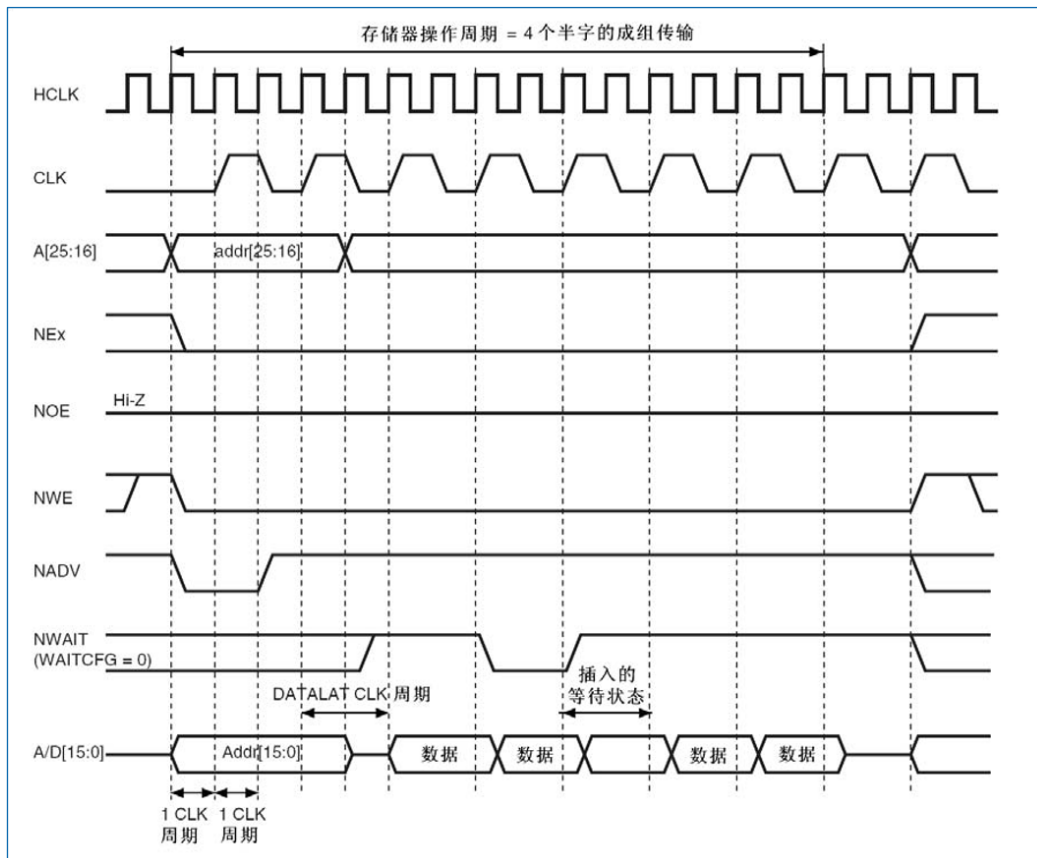 存储器操作周期 = 4 个半字的成组传输
HCLK
CLK
A[25:16]
addr[25:16]
NEx
NOE
Hi-Z
NWE
NADV
NWAIT
(WAITCFG = 0)
DATALAT CLK 周期
插入的
等待状态
A/D[15:0]
Addr[15:0]
数据
数据
数据
数据
1 CLK
周期
1 CLK
周期